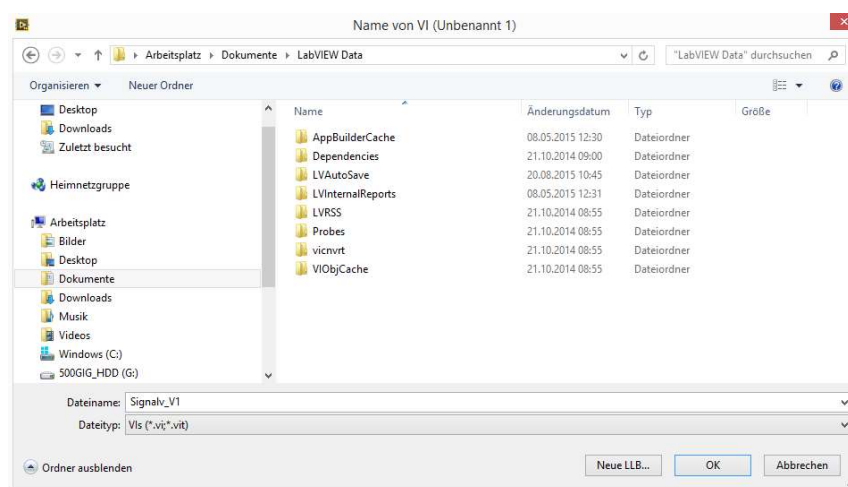 Name von VI (Unbenannt 1)
Arbeitsplatz Dokumente LabVIEW Data
"LabVIEW Data" durchsuchen
Organisieren Neuer Ordner
Name Änderungsdatum Typ Größe
Desktop
Downloads
Zuletzt besucht
Heimnetzgruppe
Arbeitsplatz
Bilder
Desktop
Dokumente
Downloads
Musik
Videos
Windows (C:)
500GIG_HDD (G:)
AppBuilderCache 08.05.2015 12:30 Dateiordner
Dependencies 21.10.2014 09:00 Dateiordner
LVAutoSave 20.08.2015 10:45 Dateiordner
LVInternalReports 08.05.2015 12:31 Dateiordner
LVRSS 21.10.2014 08:55 Dateiordner
Probes 21.10.2014 08:55 Dateiordner
vicnvrt 21.10.2014 08:55 Dateiordner
VIObjCache 21.10.2014 08:55 Dateiordner
Dateiname: Signalv_V1
Dateityp: VIs (*.vi;*.vit)
Ordner ausblenden
Neue LLB... OK Abbrechen